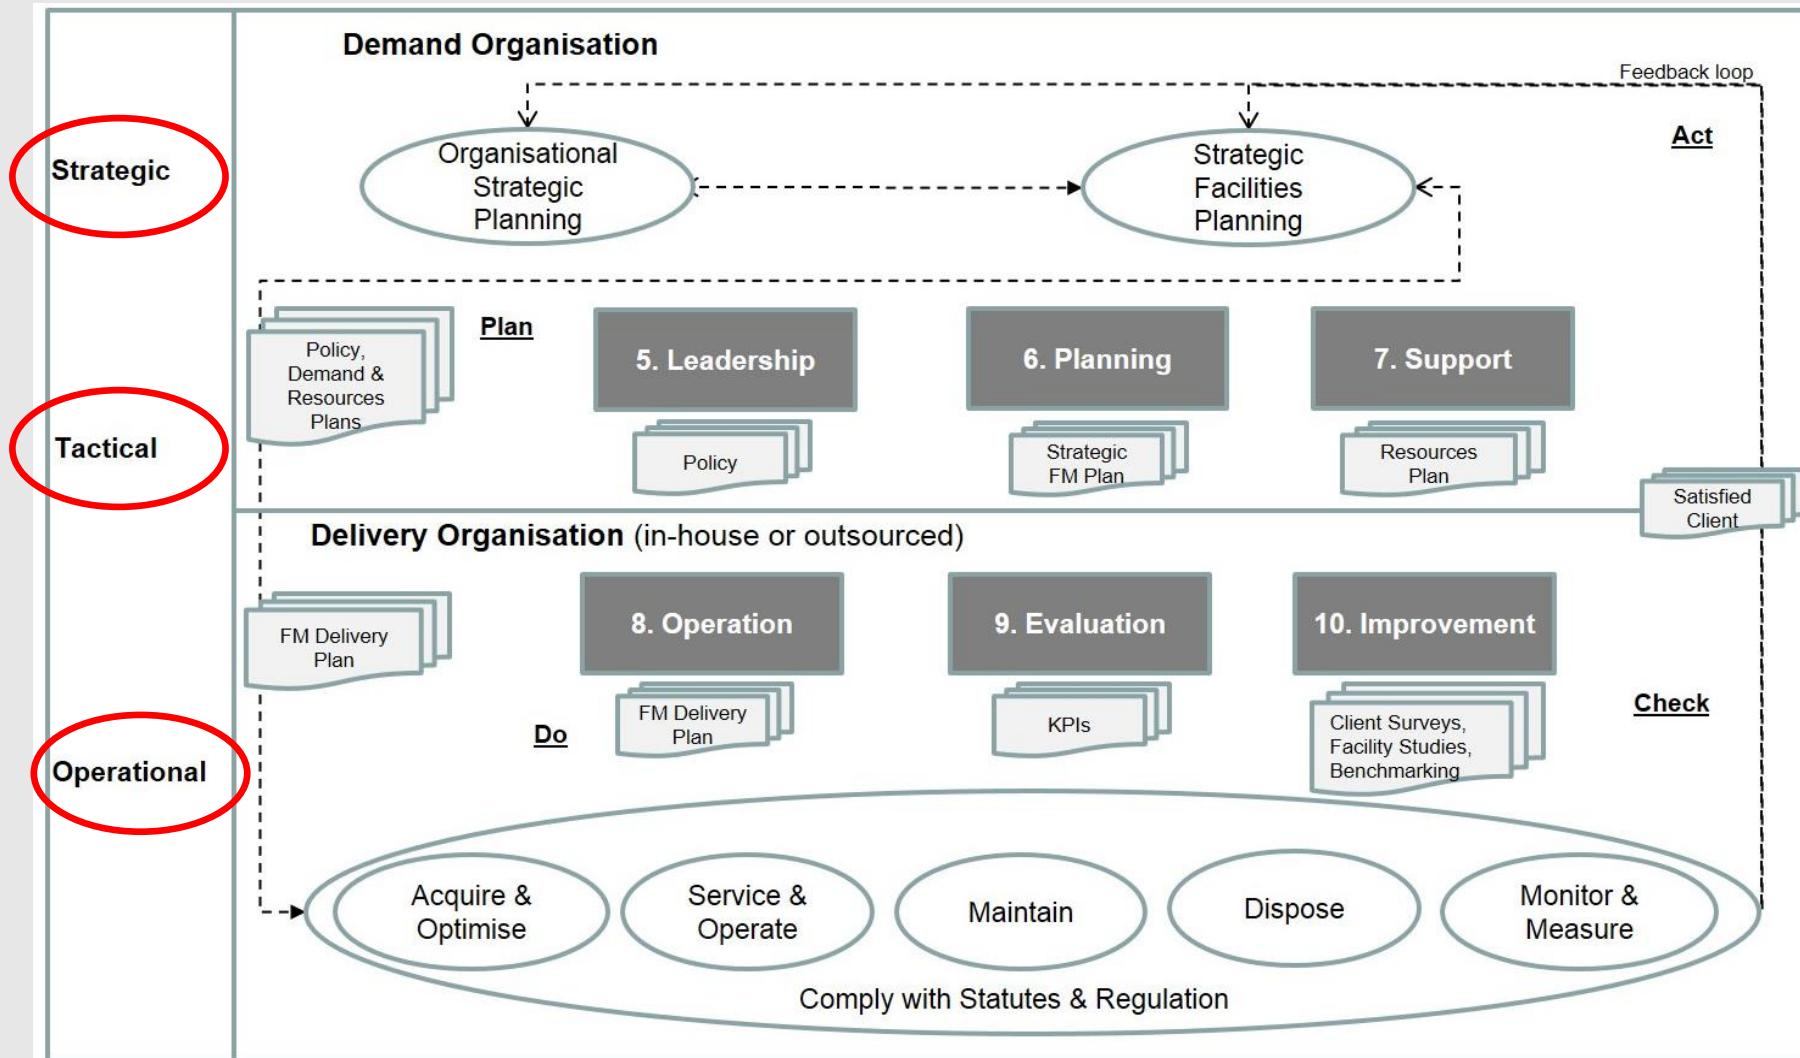 Demand Organisation
Feedback loop
Act
Strategic
Organisational
Strategic
Planning
Strategic
Facilities
Planning
Plan
Policy,
Demand &
Resources
Plans
5. Leadership
6. Planning
7. Support
Tactical
Policy
Strategic
FM Plan
Resources
Plan
Satisfied
Client
Delivery Organisation (in-house or outsourced)
FM Delivery
Plan
8. Operation
9. Evaluation
10. Improvement
Do
FM Delivery
Plan
KPIs
Client Surveys,
Facility Studies,
Benchmarking
Check
Operational
Acquire &
Optimise
Service &
Operate
Maintain
Dispose
Monitor &
Measure
Comply with Statutes & Regulation